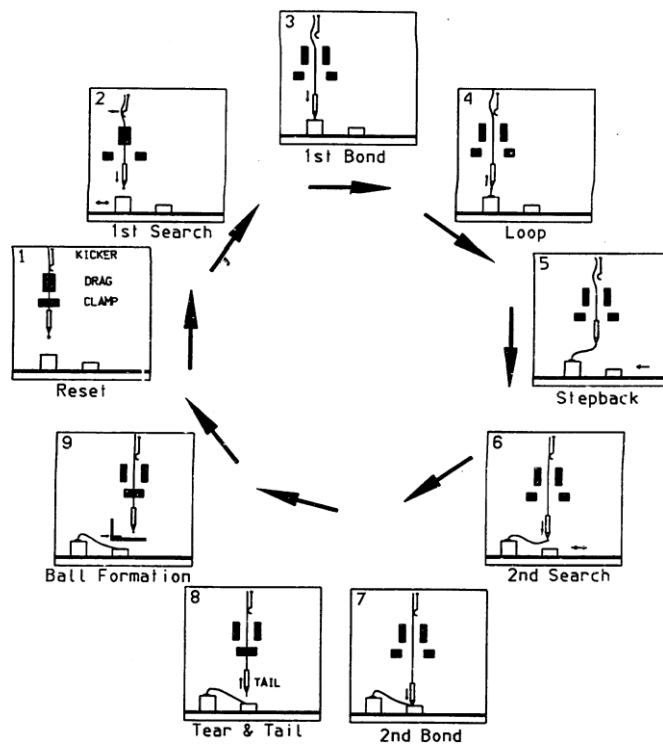 1
KICKER
DRAG
CLAMP
Reset
2
1st Search
3
1st Bond
4
Loop
5
Stepback
6
2nd Search
7
2nd Bond
8
TAIL
Tear & Tail
9
Ball Formation